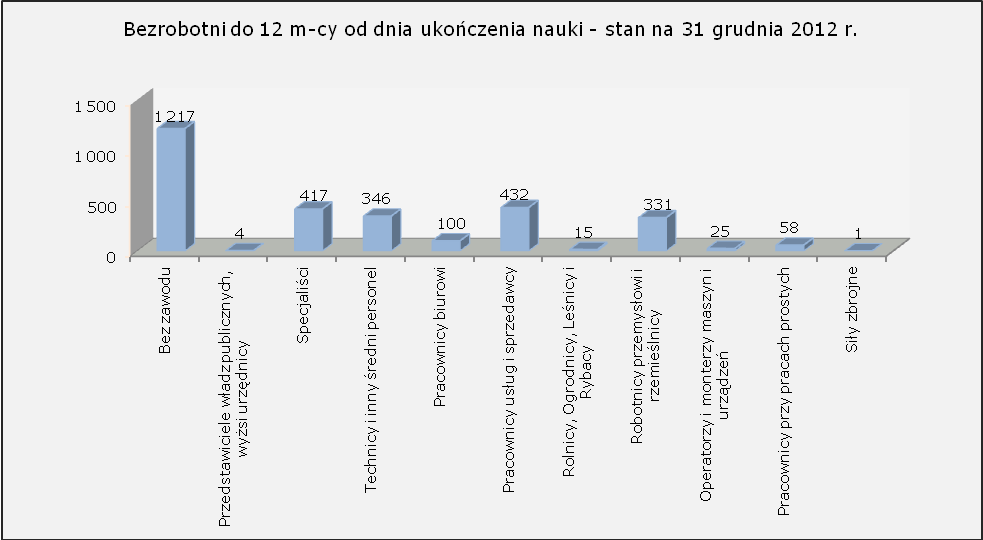 Bezrobotni do 12 m-cy od dnia ukończenia nauki - stan na 31 grudnia 2012 r.
1 500
1 000
500
0
1 217
4
417
346
100
432
15
331
25
58
1
Bez zawodu
Przedstawiciele władz publicznych,
wyżsi urzędnicy
Specjaliści
Technicy i inny średni personel
Pracownicy biurowi
Pracownicy usług i sprzedawcy
Rolnicy, Ogrodnicy, Leśnicy i
Rybacy
Robotnicy przemysłowi i
rzemieślnicy
Operatorzy i monterzy maszyn i
urządzeń
Pracownicy przy pracach prostych
Siły zbrojne